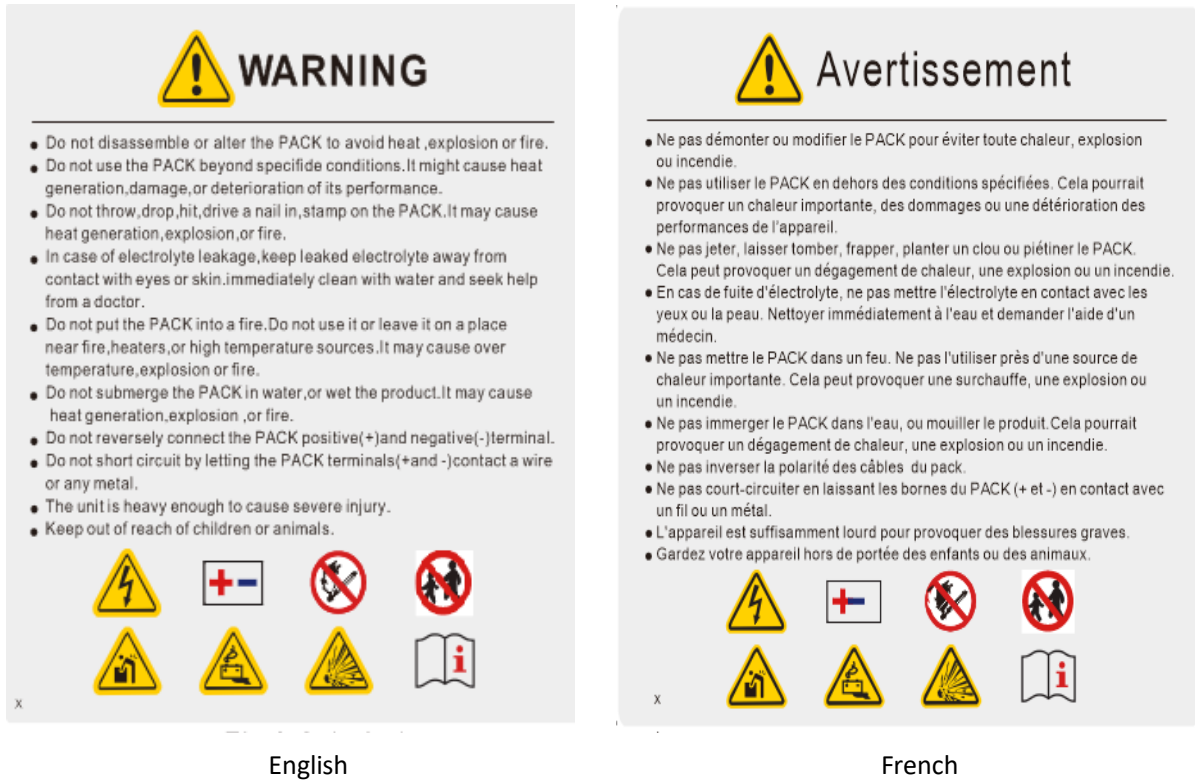 WARNING
● Do not disassemble or alter the PACK to avoid heat ,explosion or fire.
● Do not use the PACK beyond specifide conditions.It might cause heat
generation,damage,or deterioration of its performance.
● Do not throw,drop,hit,drive a nail in,stamp on the PACK.It may cause
heat generation,explosion,or fire.
● In case of electrolyte leakage,keep leaked electrolyte away from
contact with eyes or skin.immediately clean with water and seek help
from a doctor.
● Do not put the PACK into a fire.Do not use it or leave it on a place
near fire,heaters,or high temperature sources.It may cause over
temperature,explosion or fire.
● Do not submerge the PACK in water,or wet the product.It may cause
heat generation,explosion ,or fire.
● Do not reversely connect the PACK positive(+)and negative(-)terminal.
● Do not short circuit by letting the PACK terminals(+and -)contact a wire
or any metal.
● The unit is heavy enough to cause severe injury.
● Keep out of reach of children or animals.
+-
i
X
English
Avertissement
● Ne pas démonter ou modifier le PACK pour éviter toute chaleur, explosion
ou incendie.
● Ne pas utiliser le PACK en dehors des conditions spécifiées. Cela pourrait
provoquer un chaleur importante, des dommages ou une détérioration des
performances de l'appareil.
● Ne pas jeter, laisser tomber, frapper, planter un clou ou piétiner le PACK.
Cela peut provoquer un dégagement de chaleur, une explosion ou un incendie.
● En cas de fuite d'électrolyte, ne pas mettre l'électrolyte en contact avec les
yeux ou la peau. Nettoyer immédiatement à l'eau et demander l'aide d'un
médecin.
● Ne pas mettre le PACK dans un feu. Ne pas l'utiliser près d'une source de
chaleur importante. Cela peut provoquer une surchauffe, une explosion ou
un incendie.
● Ne pas immerger le PACK dans l'eau, ou mouiller le produit.Cela pourrait
provoquer un dégagement de chaleur, une explosion ou un incendie.
● Ne pas inverser la polarité des câbles du pack.
● Ne pas court-circuiter en laissant les bornes du PACK (+ et -) en contact avec
un fil ou un métal.
● L'appareil est suffisamment lourd pour provoquer des blessures graves.
● Gardez votre appareil hors de portée des enfants ou des animaux.
+-
i
X
French